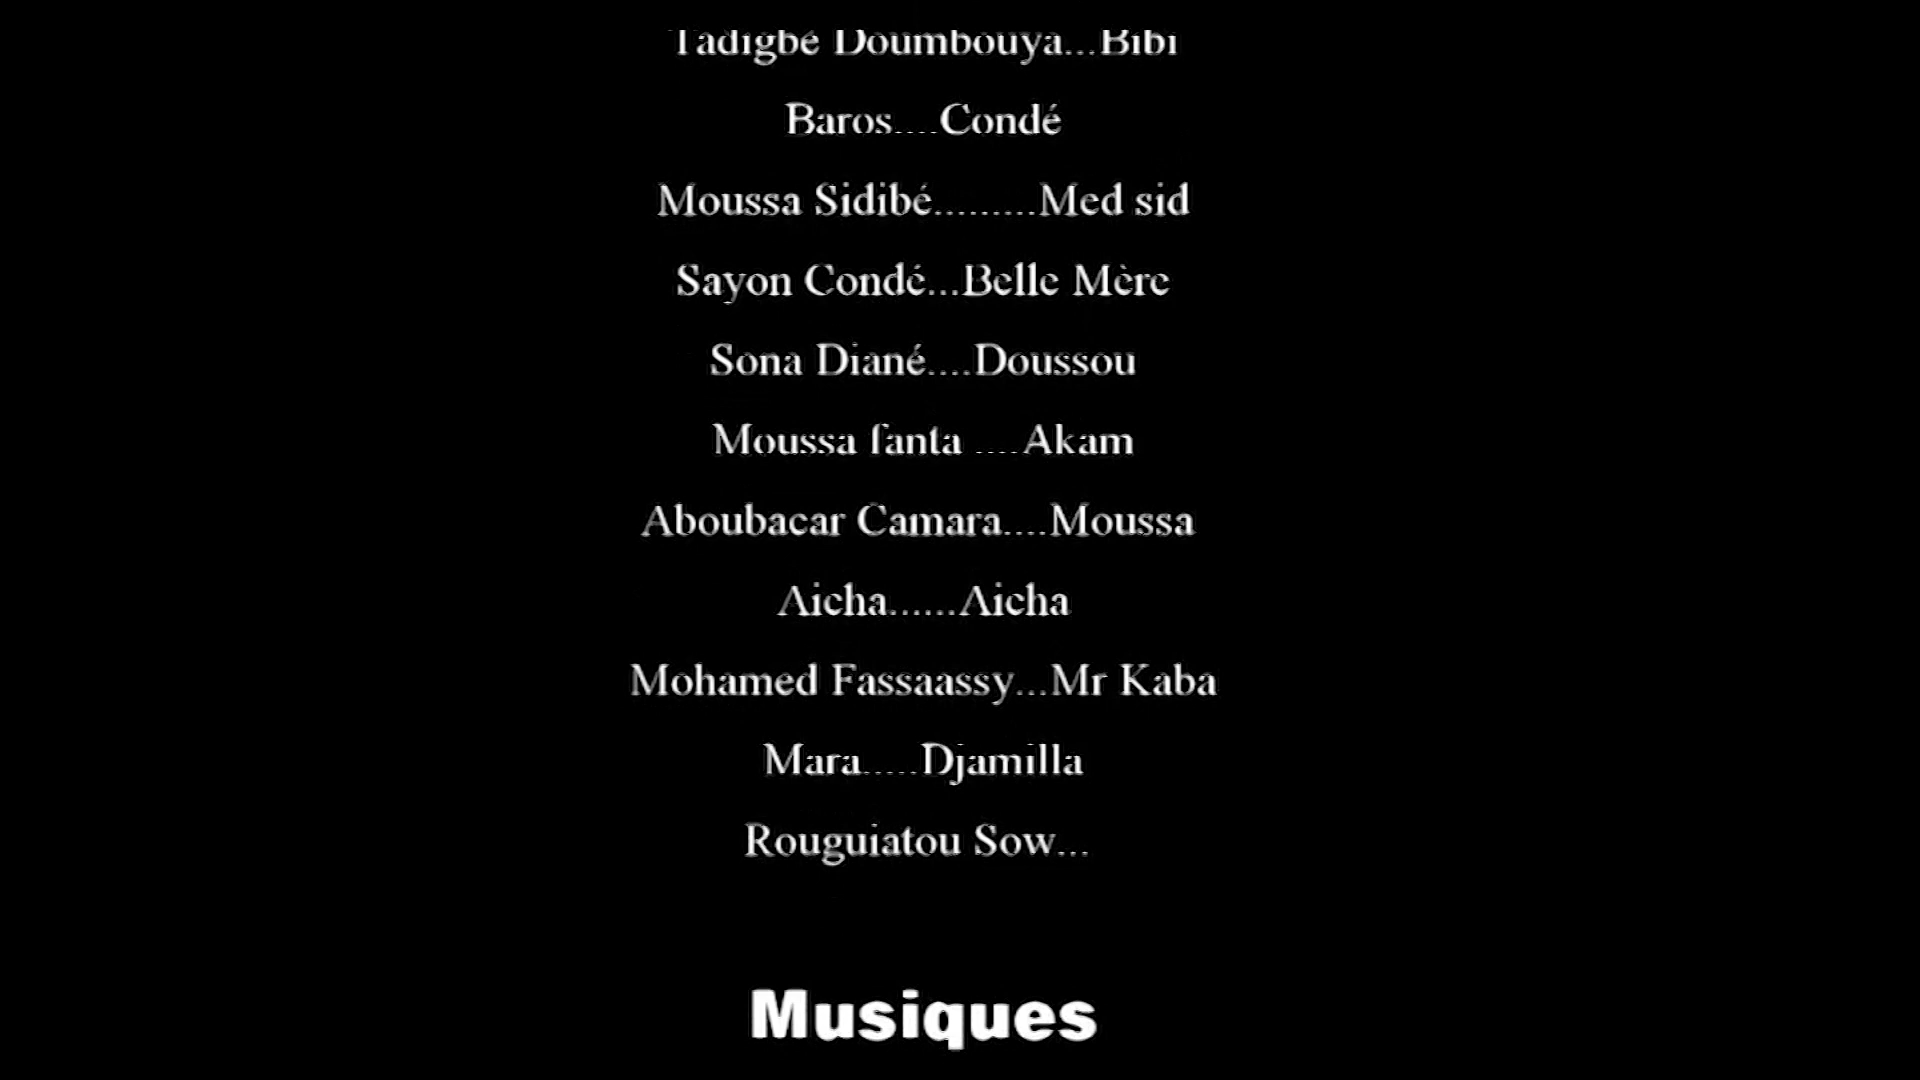 Tadigbé Doumbouya...Bibi
Baros....Condé
Moussa Sidibé.........Med sid
Sayon Condé...Belle Mère
Sona Diané....Doussou
Moussa fanta ....Akam
Aboubacar Camara....Moussa
Aicha......Aicha
Mohamed Fassaassy...Mr Kaba
Mara.....Djamilla
Rouguiatou Sow...
Musiques